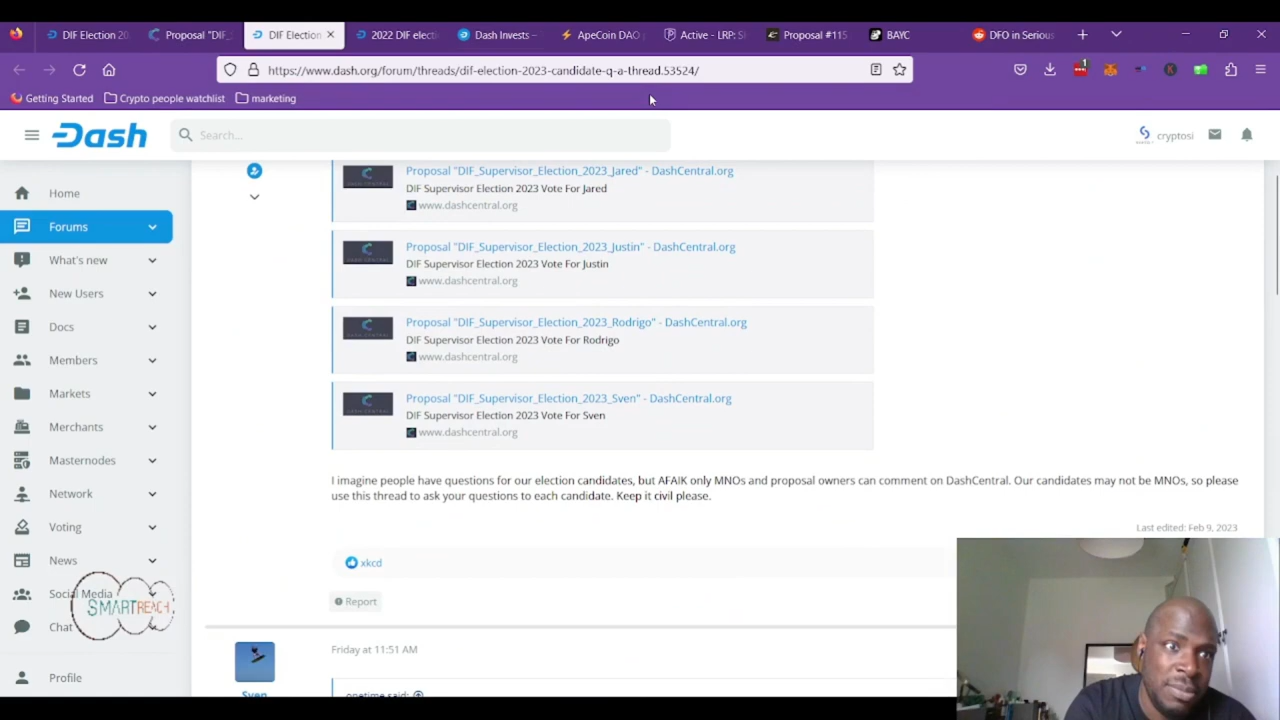 DIF Election 20
Proposal "DIF_
DIF Election
2022 DIF electi
Dash Invests –
ApeCoin DAO
Active - LRP: S
Proposal #115
BAYC
DFO in Serious
https://www.dash.org/forum/threads/dif-election-2023-candidate-q-a-thread.53524/
1
Getting Started
Crypto people watchlist
marketing
Dash
Search...
cryptosi
Home
Forums
What's new
New Users
Docs
Members
Markets
Merchants
Masternodes
Network
Voting
News
Social Media
Chat
Profile
SMARTREACH
Proposal "DIF_Supervisor_Election_2023_Jared" - DashCentral.org
DIF Supervisor Election 2023 Vote For Jared
www.dashcentral.org
Proposal "DIF_Supervisor_Election_2023_Justin" - DashCentral.org
DIF Supervisor Election 2023 Vote For Justin
www.dashcentral.org
Proposal "DIF_Supervisor_Election_2023_Rodrigo" - DashCentral.org
DIF Supervisor Election 2023 Vote For Rodrigo
www.dashcentral.org
Proposal "DIF_Supervisor_Election_2023_Sven" - DashCentral.org
DIF Supervisor Election 2023 Vote For Sven
www.dashcentral.org
I imagine people have questions for our election candidates, but AFAIK only MNOs and proposal owners can comment on DashCentral. Our candidates may not be MNOs, so please
use this thread to ask your questions to each candidate. Keep it civil please.
Last edited: Feb 9, 2023
xkcd
Report
Friday at 11:51 AM
Sven
onetime said: